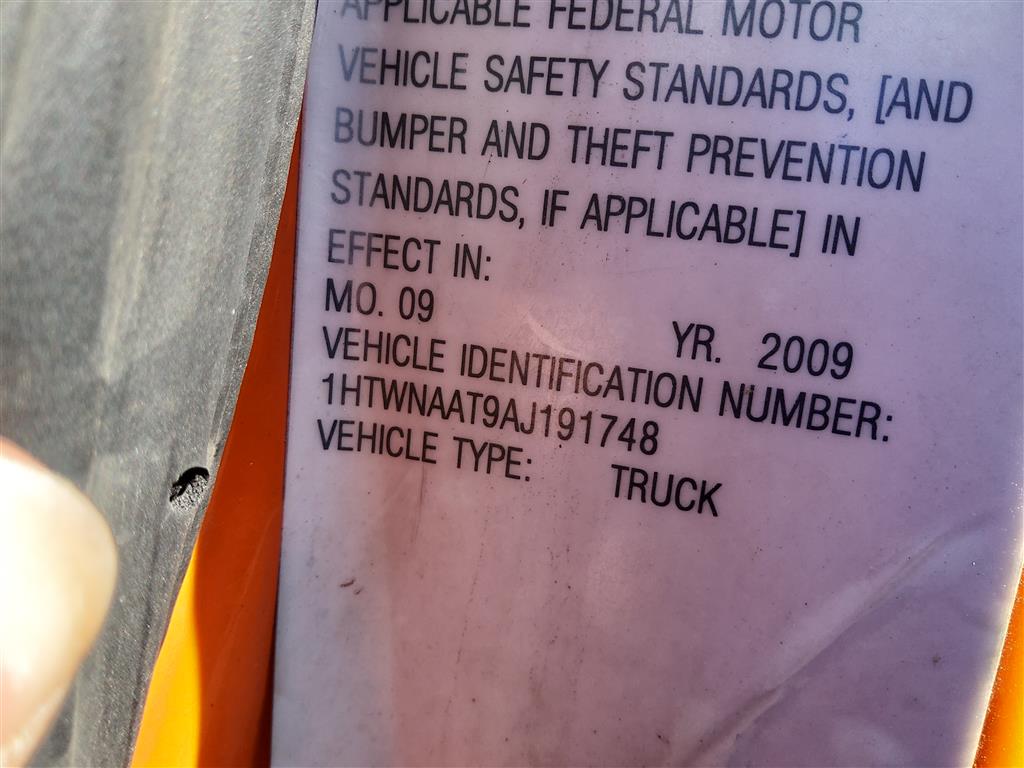 APPLICABLE FEDERAL MOTOR
VEHICLE SAFETY STANDARDS, [AND
BUMPER AND THEFT PREVENTION
STANDARDS, IF APPLICABLE] IN
EFFECT IN:
MO. 09 YR. 2009
VEHICLE IDENTIFICATION NUMBER:
1HTWNAAT9AJ191748
VEHICLE TYPE: TRUCK